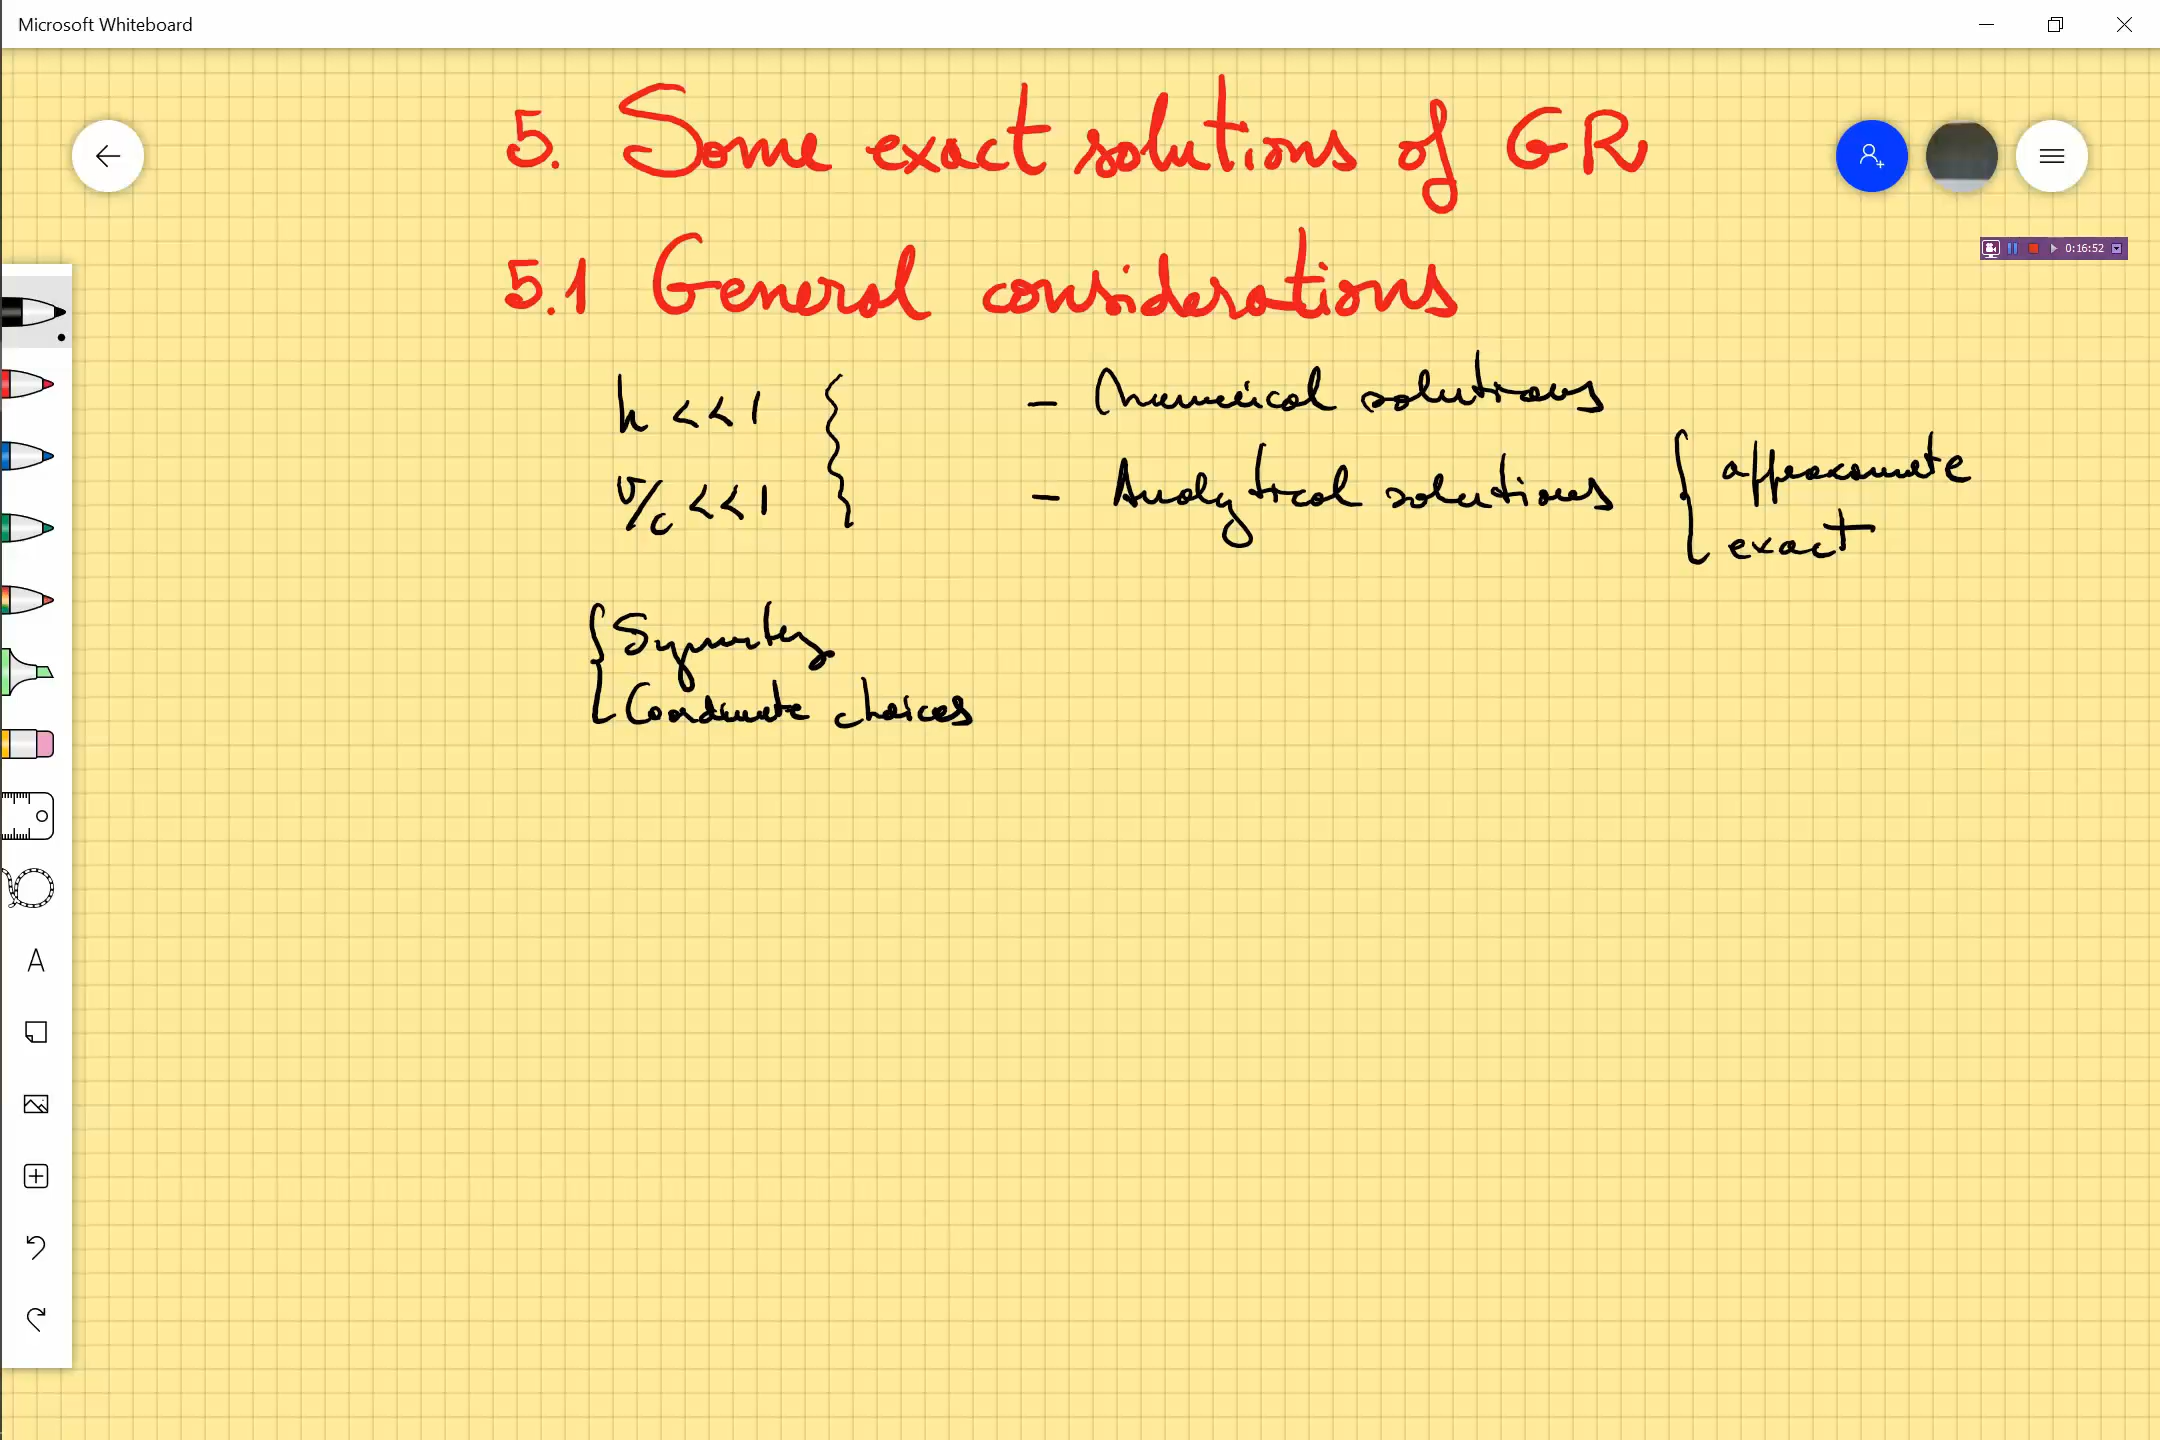 Microsoft Whiteboard
5. Some exact solutions of GR
0:16:52
5.1 General considerations
h << 1
v/c << 1
- Numerical solutions
- Analytical solutions { approximate
exact
{ Symmetry
Coordinate choices
A